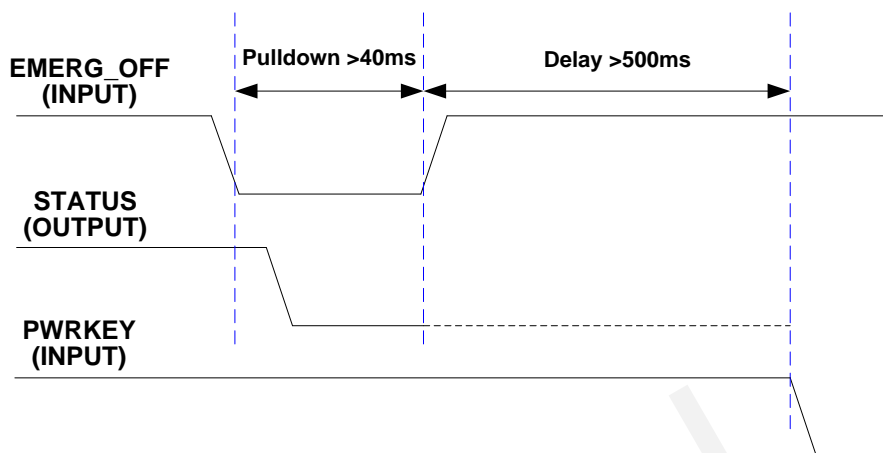 Pulldown >40ms
Delay >500ms
EMERG_OFF
(INPUT)
STATUS
(OUTPUT)
PWRKEY
(INPUT)